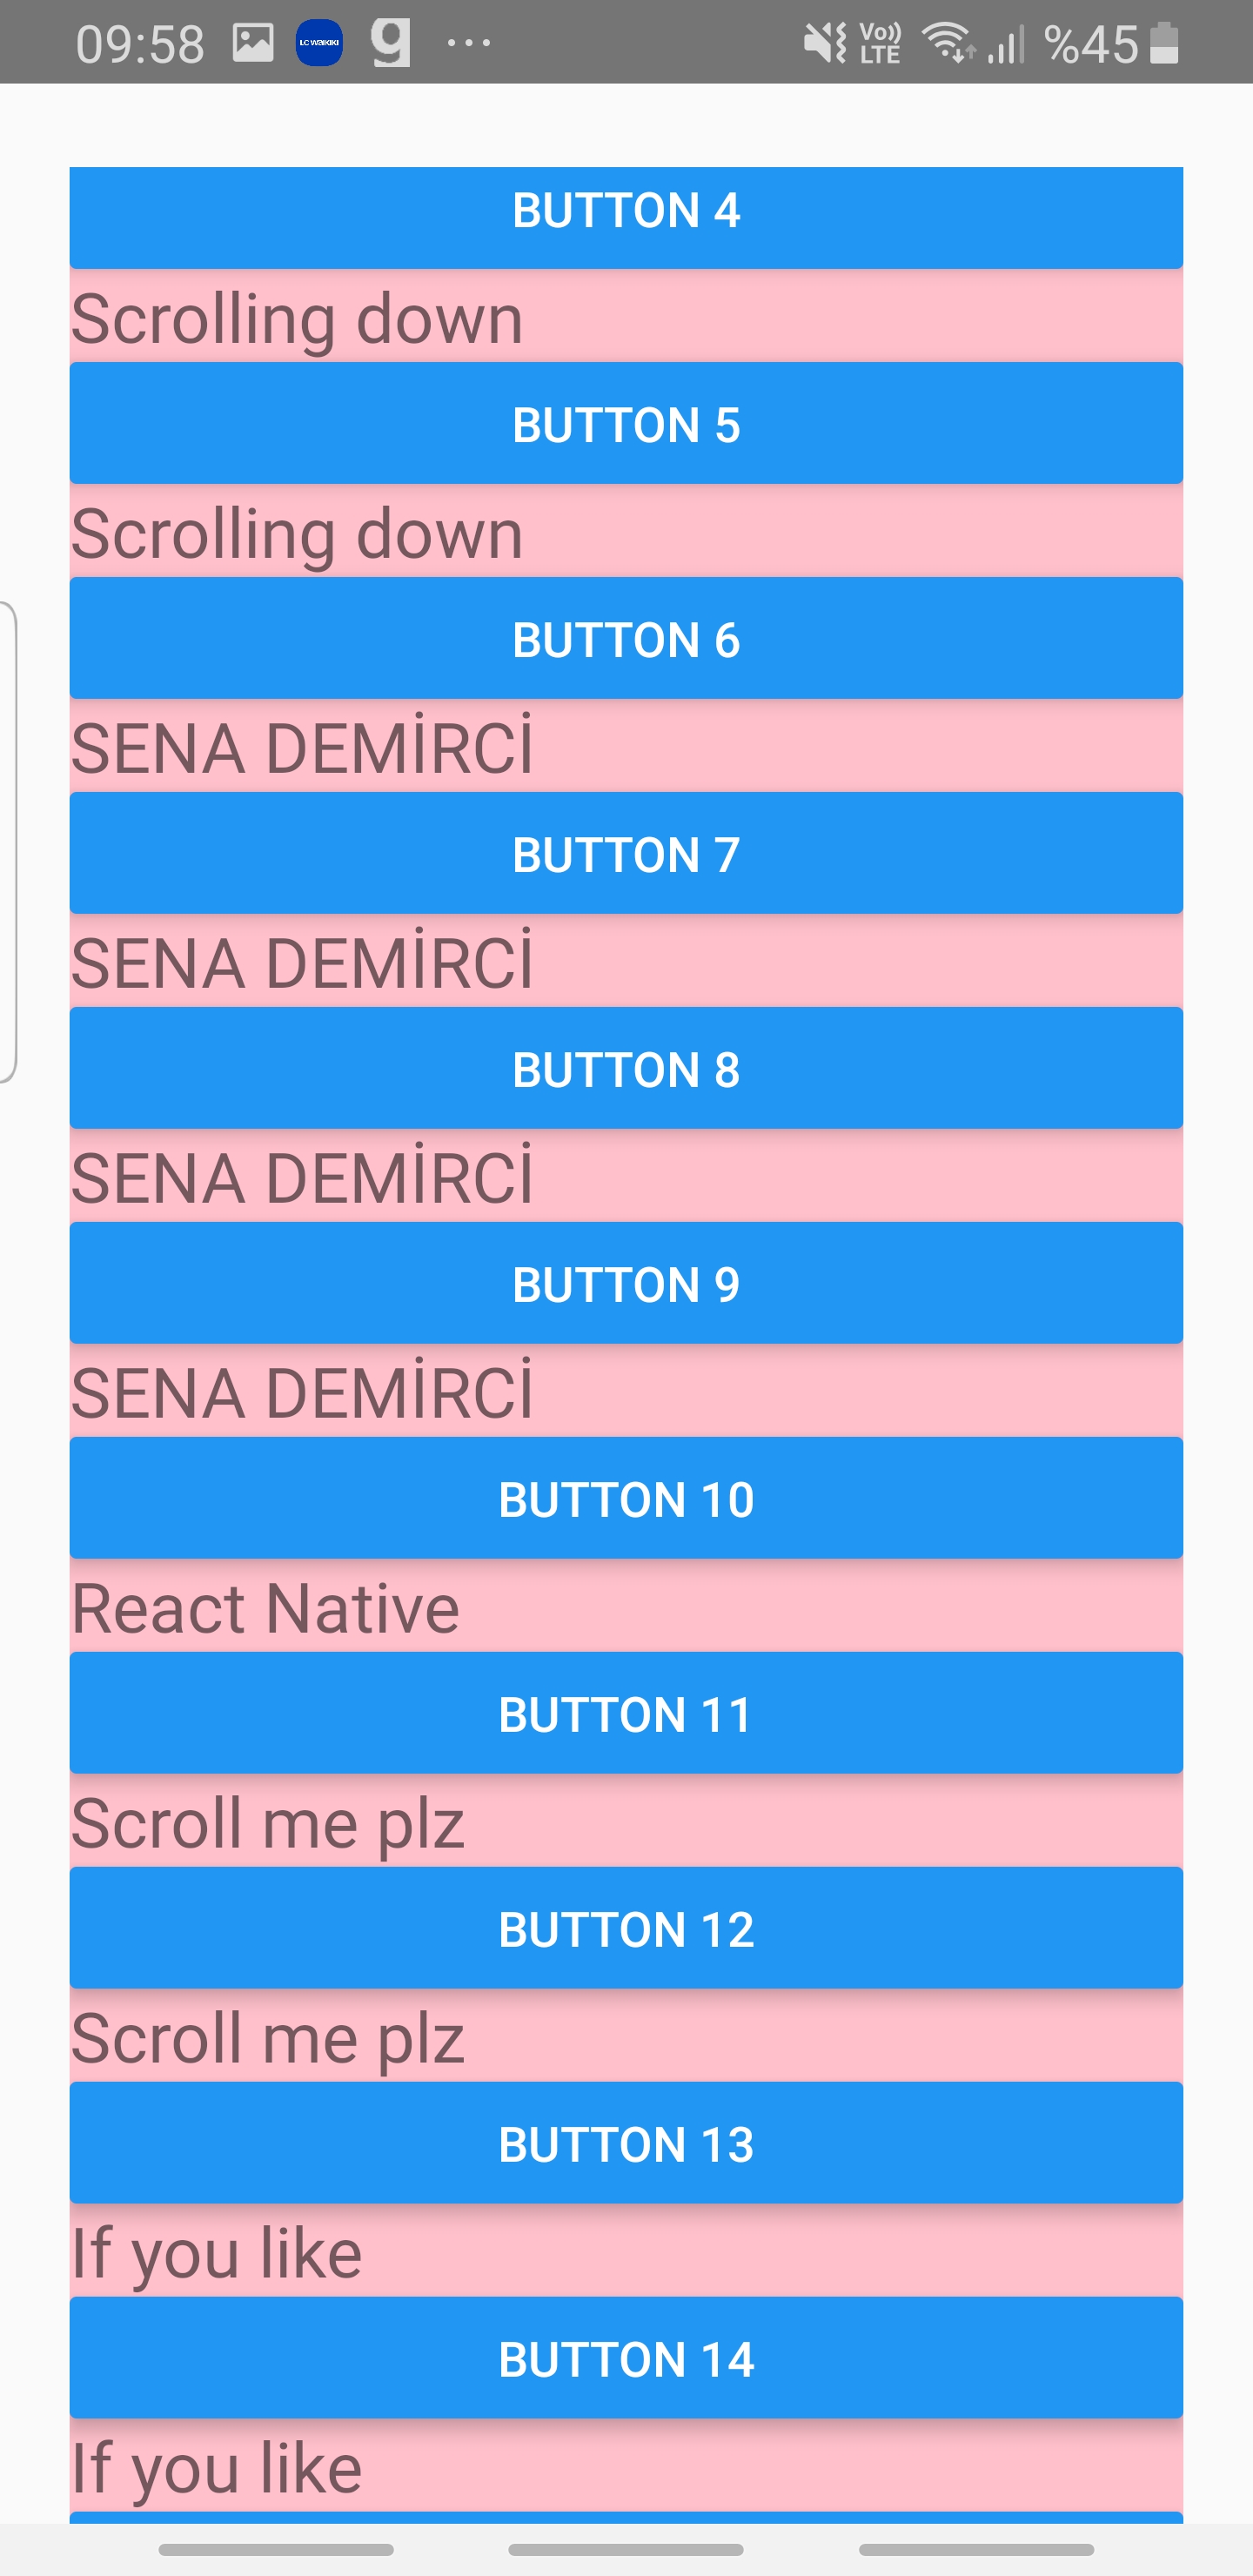 09:58 LC WAIKIKI g ... Vo)) LTE %45
BUTTON 4
Scrolling down
BUTTON 5
Scrolling down
BUTTON 6
SENA DEMİRCİ
BUTTON 7
SENA DEMİRCİ
BUTTON 8
SENA DEMİRCİ
BUTTON 9
SENA DEMİRCİ
BUTTON 10
React Native
BUTTON 11
Scroll me plz
BUTTON 12
Scroll me plz
BUTTON 13
If you like
BUTTON 14
If you like